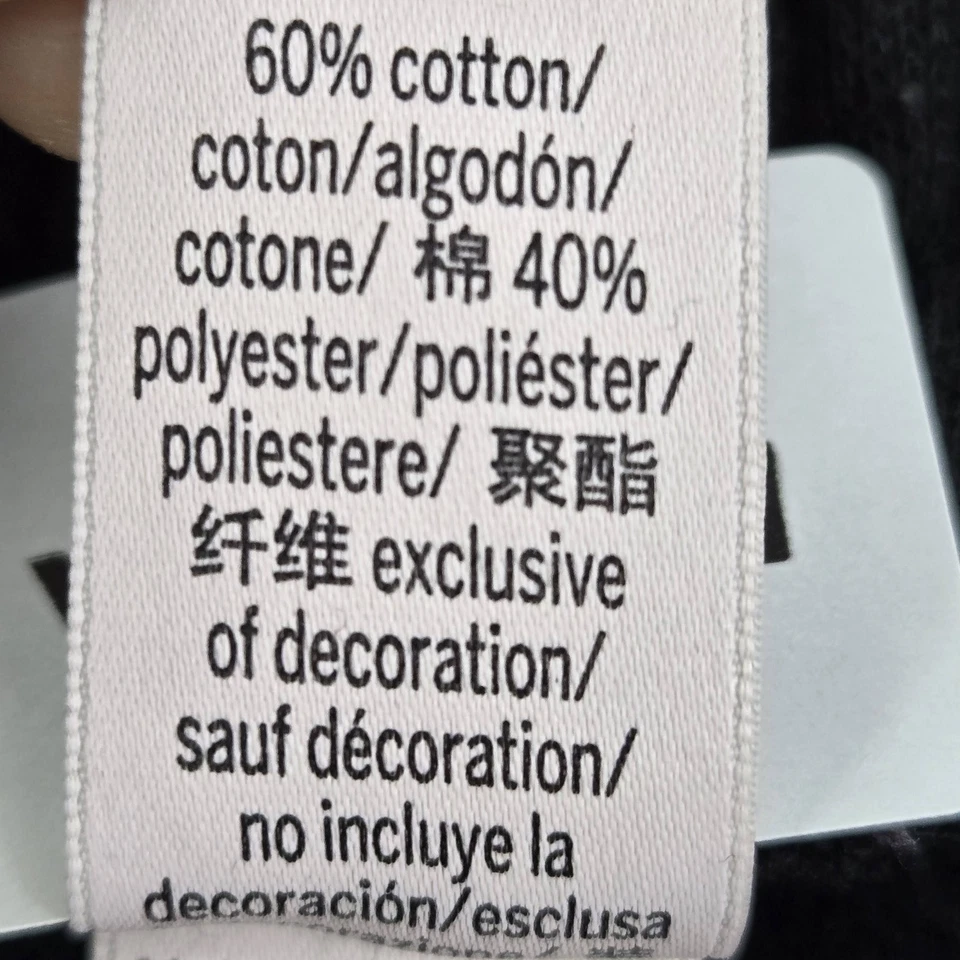 60% cotton/
coton/algodón/
cotone/ 棉 40%
polyester/poliéster/
poliestere/ 聚酯
纤维 exclusive
of decoration/
sauf décoration/
no incluye la
decoración/esclusa